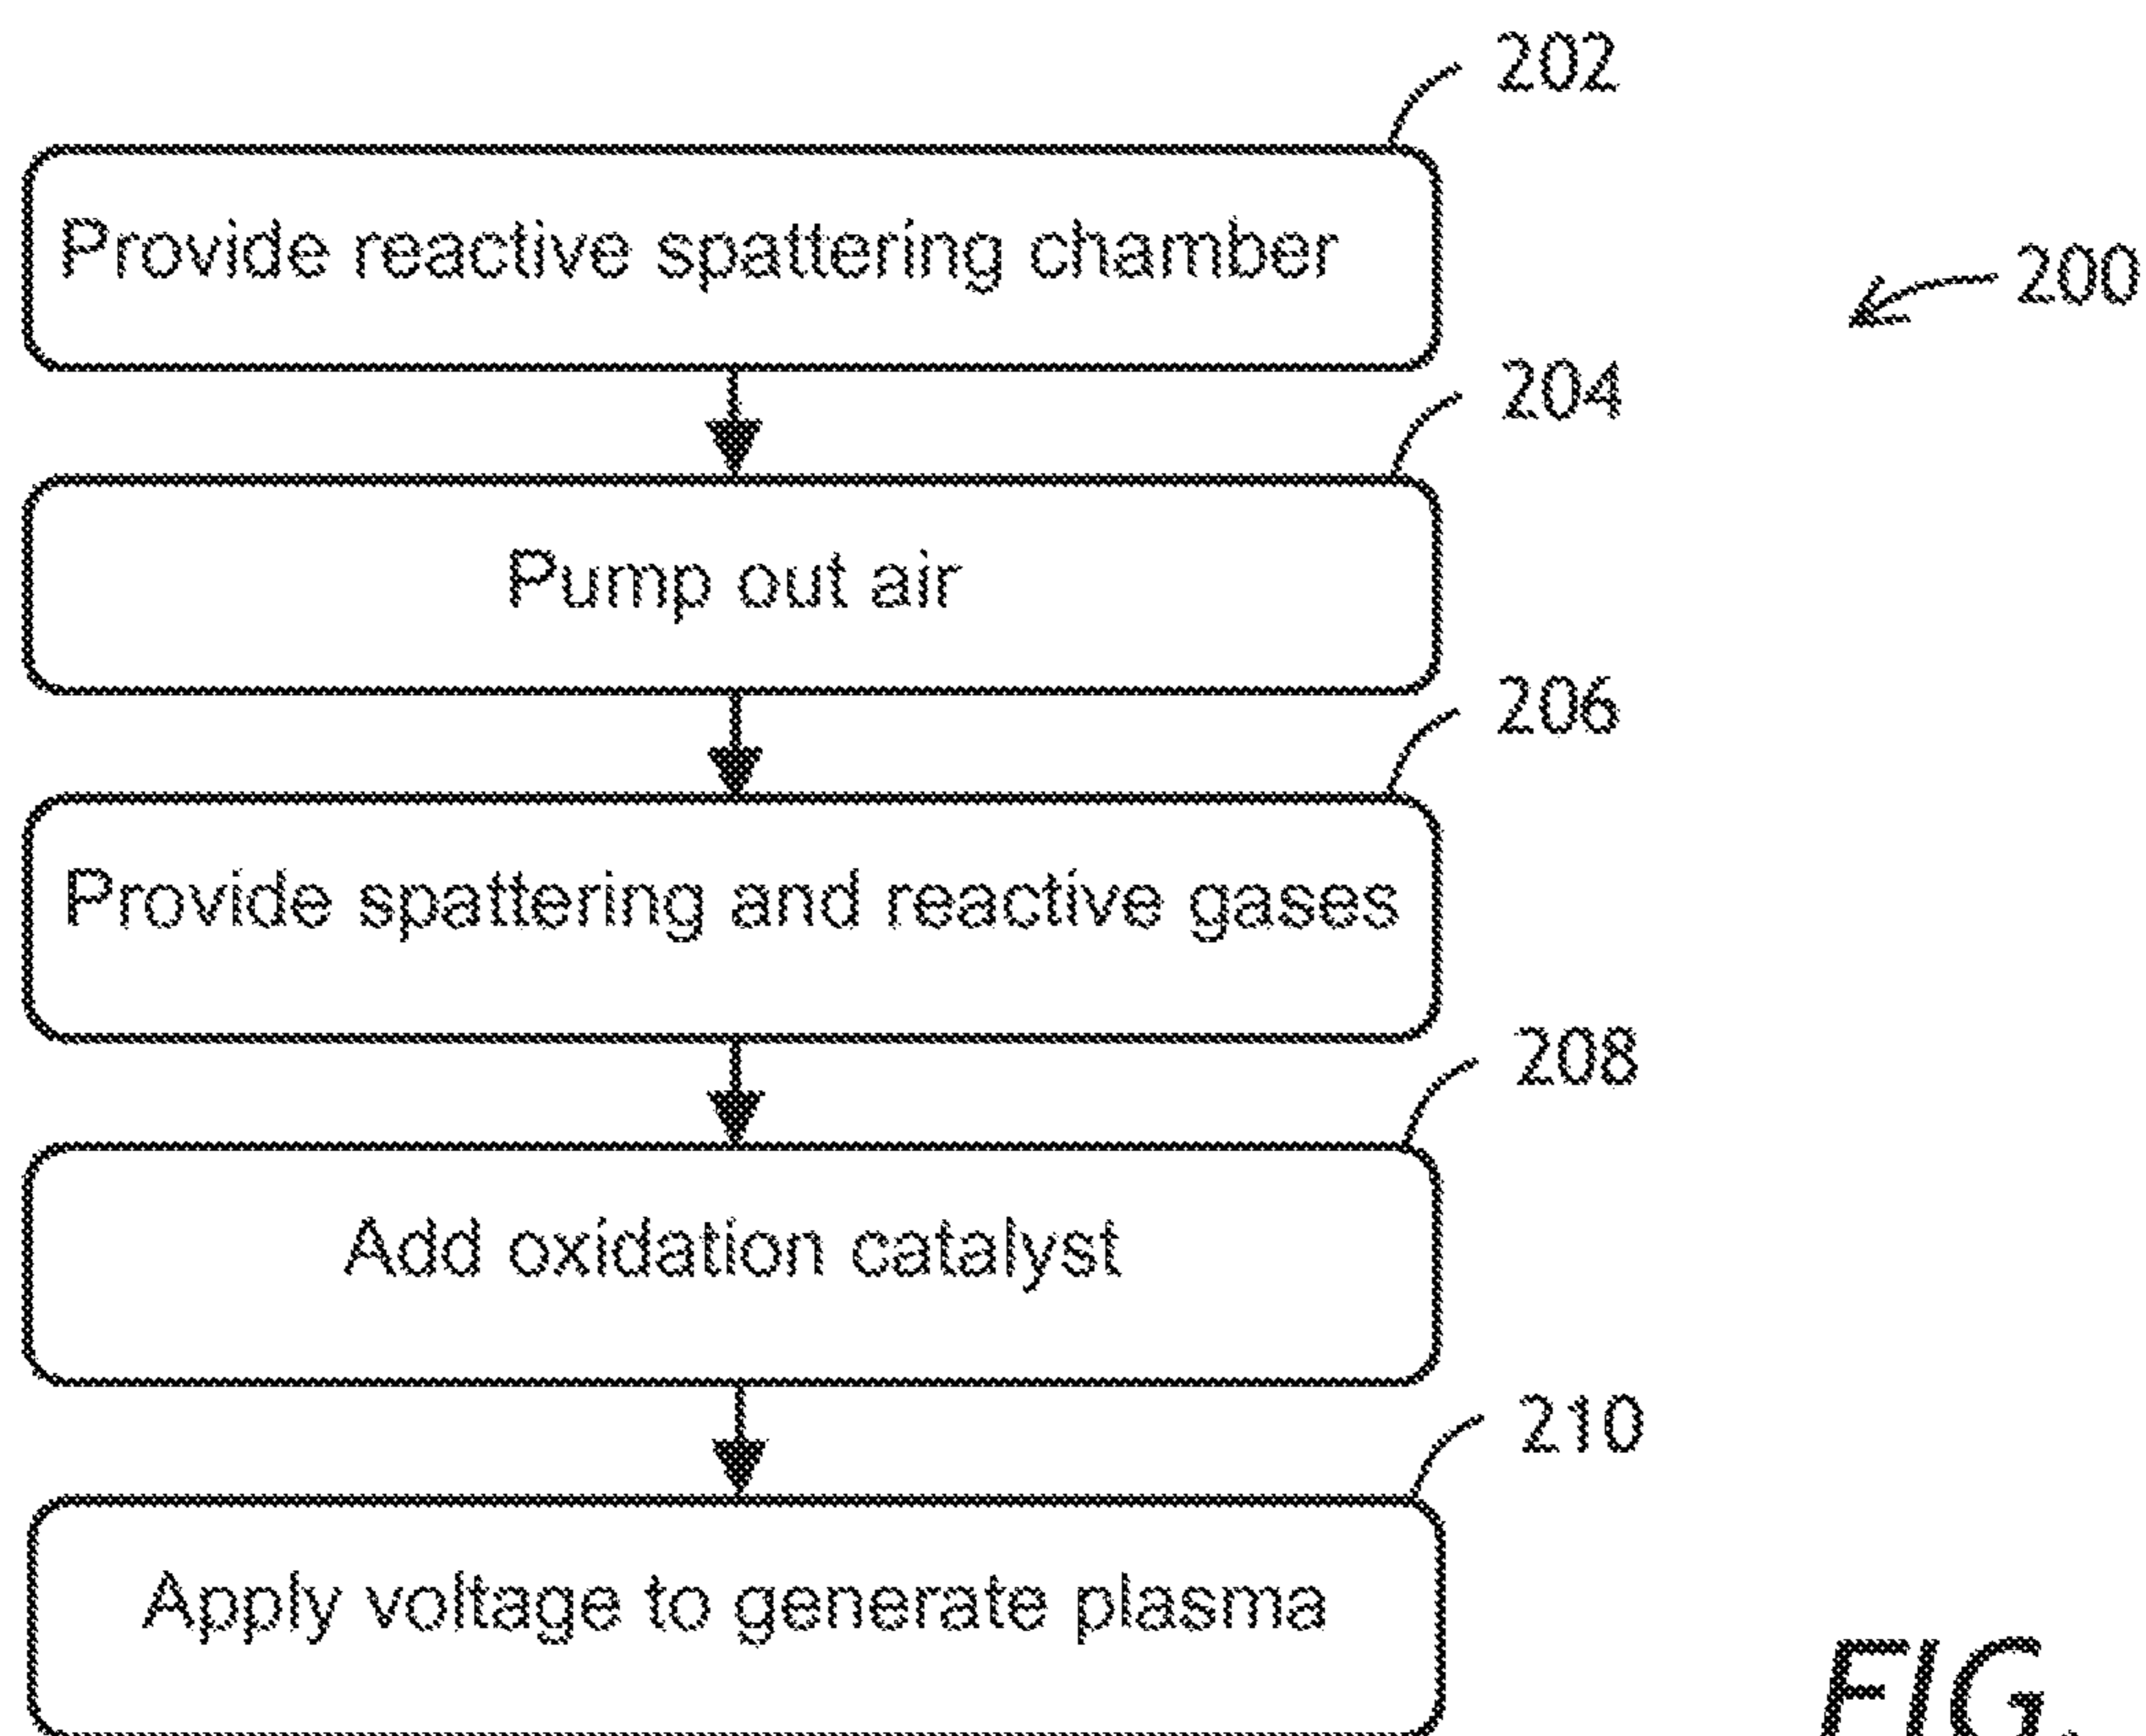 202
Provide reactive spattering chamber
200
204
Pump out air
206
Provide spattering and reactive gases
208
Add oxidation catalyst
210
Apply voltage to generate plasma
FIG.